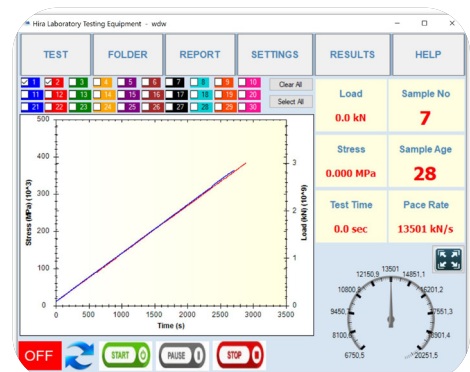 Hira Laboratory Testing Equipment - wdw
TEST FOLDER REPORT SETTINGS RESULTS HELP
1 2 3 4 5 6 7 8 9 10 Clear All
11 12 13 14 15 16 17 18 19 20 Select All
21 22 23 24 25 26 27 28 29 30
Load Sample No
0.0 kN 7
Stress Sample Age
0.000 MPa 28
Test Time Pace Rate
0.0 sec 13501 kN/s
500
400
300
200
100
0
Stress (MPa) (10^3)
3
2
1
0
Load (kN) (10^9)
0 500 1000 1500 2000 2500 3000 3500
Time (s)
13501
12150,9 14851,1
10800,8 16201,2
9450,7 17551,3
8100,6 18901,4
6750,5 20251,5
OFF START PAUSE STOP